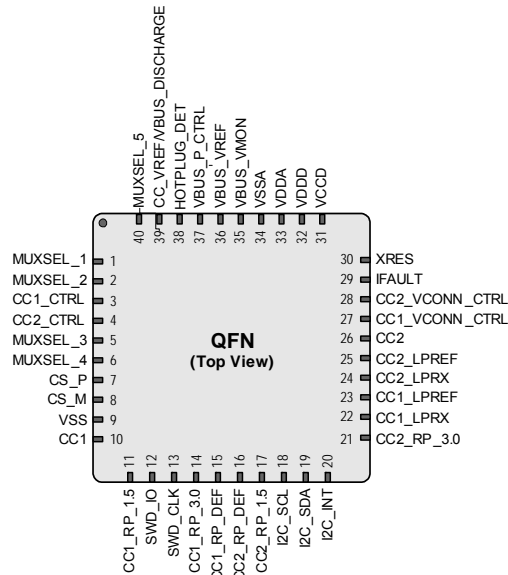 MUXSEL_5
CC_VREF/VBUS_DISCHARGE
HOTPLUG_DET
VBUS_P_CTRL
VBUS_VREF
VBUS_VMON
VSSA
VDDA
VDDD
VCCD
40 39 38 37 36 35 34 33 32 31
MUXSEL_1 1
MUXSEL_2 2
CC1_CTRL 3
CC2_CTRL 4
MUXSEL_3 5
MUXSEL_4 6
CS_P 7
CS_M 8
VSS 9
CC1 10
QFN
(Top View)
30 XRES
29 IFAULT
28 CC2_VCONN_CTRL
27 CC1_VCONN_CTRL
26 CC2
25 CC2_LPREF
24 CC2_LPRX
23 CC1_LPREF
22 CC1_LPRX
21 CC2_RP_3.0
11 12 13 14 15 16 17 18 19 20
CC1_RP_1.5
SWD_IO
SWD_CLK
CC1_RP_3.0
CC1_RP_DEF
CC2_RP_DEF
CC2_RP_1.5
I2C_SCL
I2C_SDA
I2C_INT